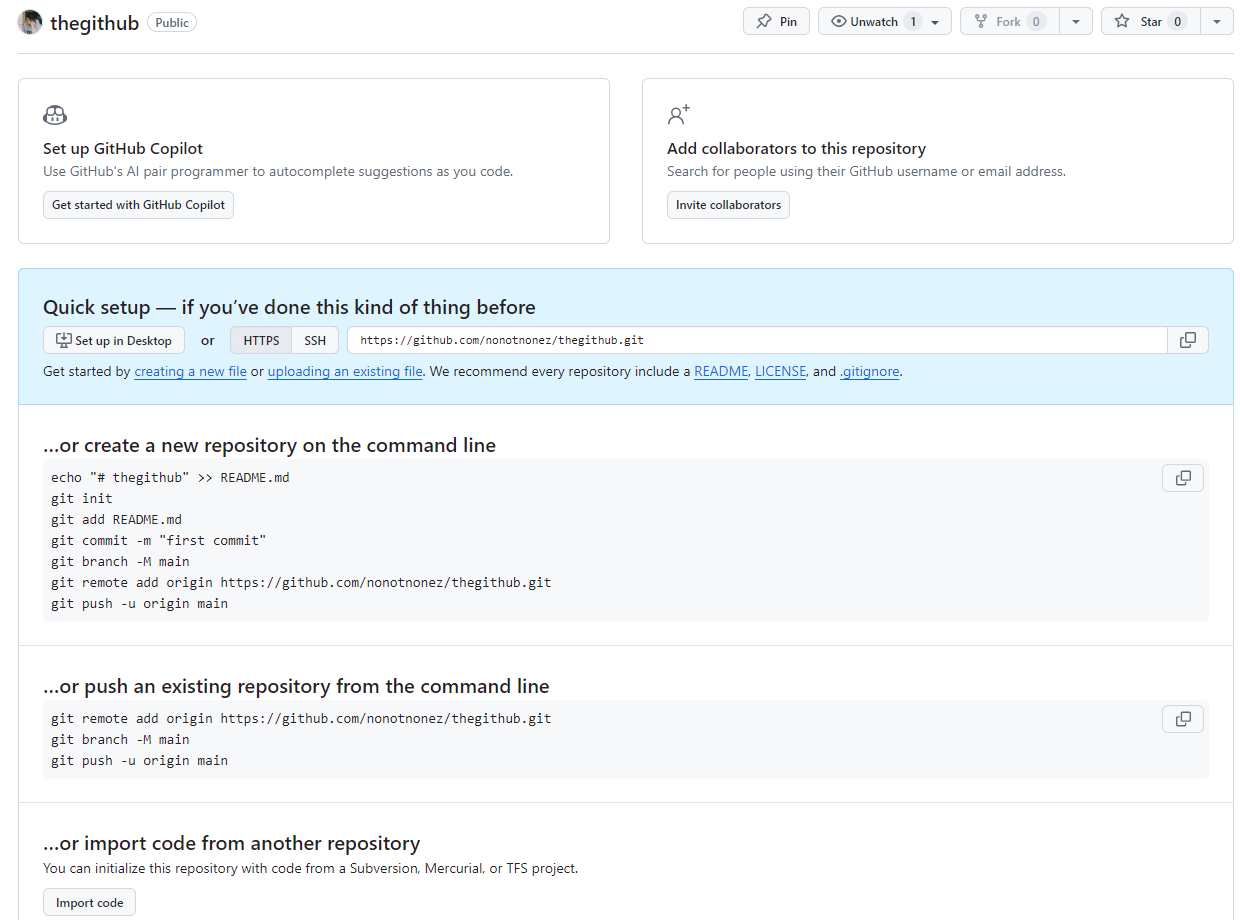 thegithub Public
Pin Unwatch 1 Fork 0 Star 0
Set up GitHub Copilot
Use GitHub's AI pair programmer to autocomplete suggestions as you code.
Get started with GitHub Copilot
Add collaborators to this repository
Search for people using their GitHub username or email address.
Invite collaborators
Quick setup — if you’ve done this kind of thing before
Set up in Desktop or HTTPS SSH https://github.com/nonotnonez/thegithub.git
Get started by creating a new file or uploading an existing file. We recommend every repository include a README, LICENSE, and .gitignore.
…or create a new repository on the command line
echo "# thegithub" >> README.md
git init
git add README.md
git commit -m "first commit"
git branch -M main
git remote add origin https://github.com/nonotnonez/thegithub.git
git push -u origin main
…or push an existing repository from the command line
git remote add origin https://github.com/nonotnonez/thegithub.git
git branch -M main
git push -u origin main
…or import code from another repository
You can initialize this repository with code from a Subversion, Mercurial, or TFS project.
Import code